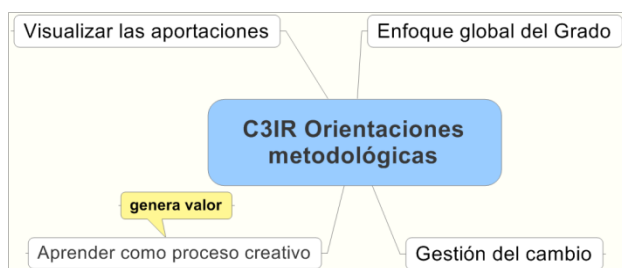 Visualizar las aportaciones
Enfoque global del Grado
C3IR Orientaciones
metodológicas
genera valor
Aprender como proceso creativo
Gestión del cambio